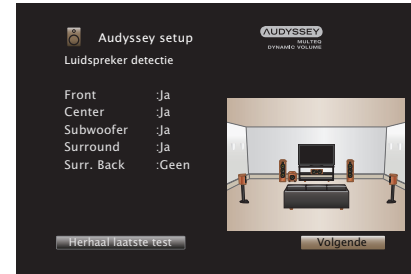 Audyssey setup
AUDYSSEY
MULTEQ
DYNAMIC VOLUME
Luidspreker detectie
Front :Ja
Center :Ja
Subwoofer :Ja
Surround :Ja
Surr. Back :Geen
Herhaal laatste test
Volgende